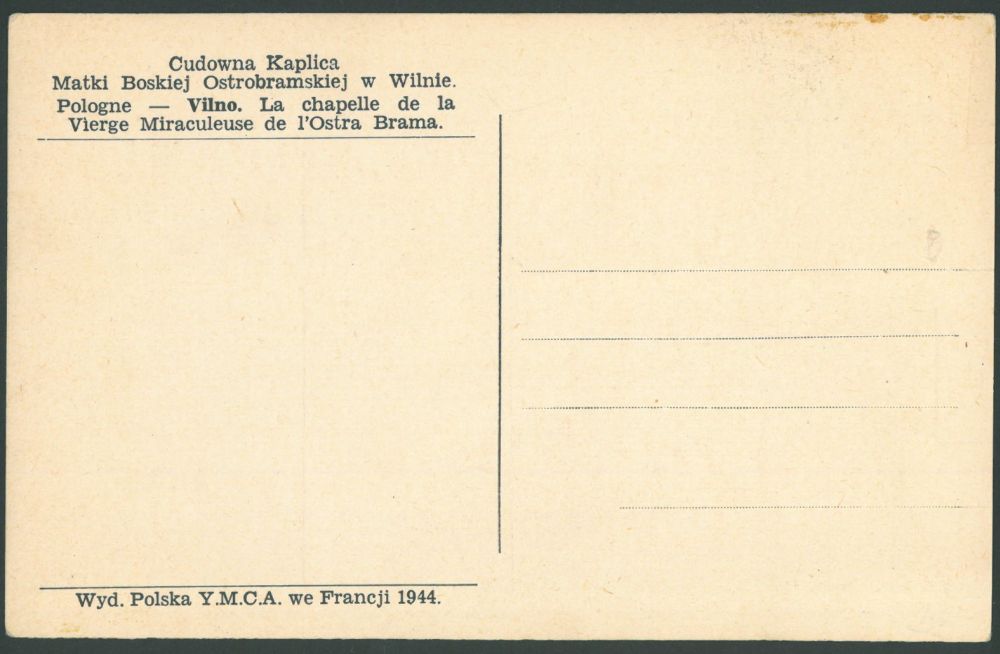 Cudowna Kaplica
Matki Boskiej Ostrobramskiej w Wilnie.
Pologne — Vilno. La chapelle de la
Vierge Miraculeuse de l'Ostra Brama.
Wyd. Polska Y.M.C.A. we Francji 1944.